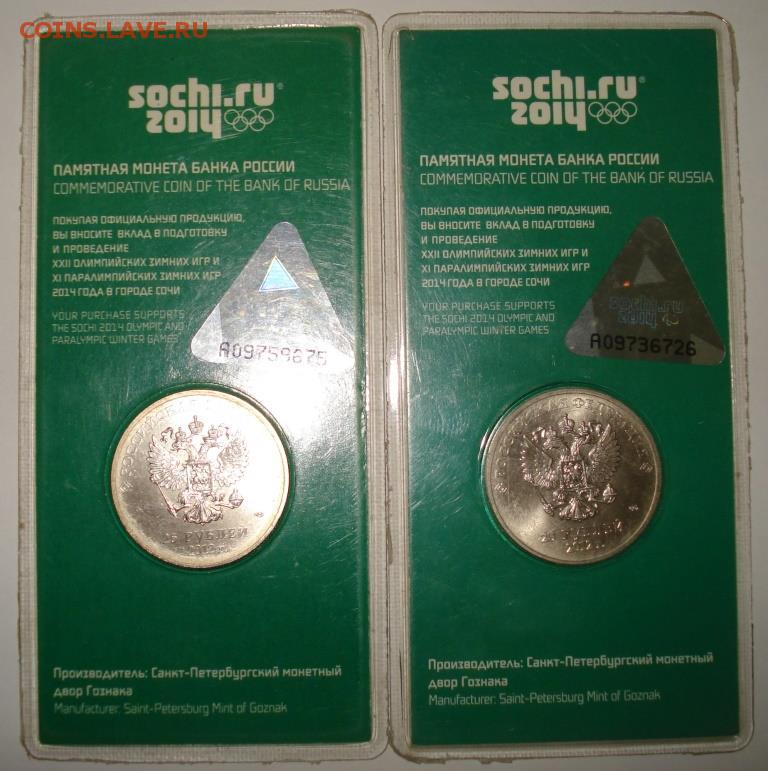 COINS.LAVE.RU
sochi.ru
2014
ПАМЯТНАЯ МОНЕТА БАНКА РОССИИ
COMMEMORATIVE COIN OF THE BANK OF RUSSIA
ПОКУПАЯ ОФИЦИАЛЬНУЮ ПРОДУКЦИЮ,
ВЫ ВНОСИТЕ ВКЛАД В ПОДГОТОВКУ
И ПРОВЕДЕНИЕ
XXII ОЛИМПИЙСКИХ ЗИМНИХ ИГР И
XI ПАРАЛИМПИЙСКИХ ЗИМНИХ ИГР
2014 ГОДА В ГОРОДЕ СОЧИ
YOUR PURCHASE SUPPORTS
THE SOCHI 2014 OLYMPIC AND
PARALYMPIC WINTER GAMES
25 РУБЛЕЙ
Производитель: Санкт-Петербургский монетный
двор Гознака
Manufacturer: Saint-Petersburg Mint of Goznak
sochi.ru
2014
ПАМЯТНАЯ МОНЕТА БАНКА РОССИИ
COMMEMORATIVE COIN OF THE BANK OF RUSSIA
ПОКУПАЯ ОФИЦИАЛЬНУЮ ПРОДУКЦИЮ,
ВЫ ВНОСИТЕ ВКЛАД В ПОДГОТОВКУ
И ПРОВЕДЕНИЕ
XXII ОЛИМПИЙСКИХ ЗИМНИХ ИГР И
XI ПАРАЛИМПИЙСКИХ ЗИМНИХ ИГР
2014 ГОДА В ГОРОДЕ СОЧИ
YOUR PURCHASE SUPPORTS
THE SOCHI 2014 OLYMPIC AND
PARALYMPIC WINTER GAMES
sochi.ru
2014
A09736726
25 РУБЛЕЙ
Производитель: Санкт-Петербургский монетный
двор Гознака
Manufacturer: Saint-Petersburg Mint of Goznak